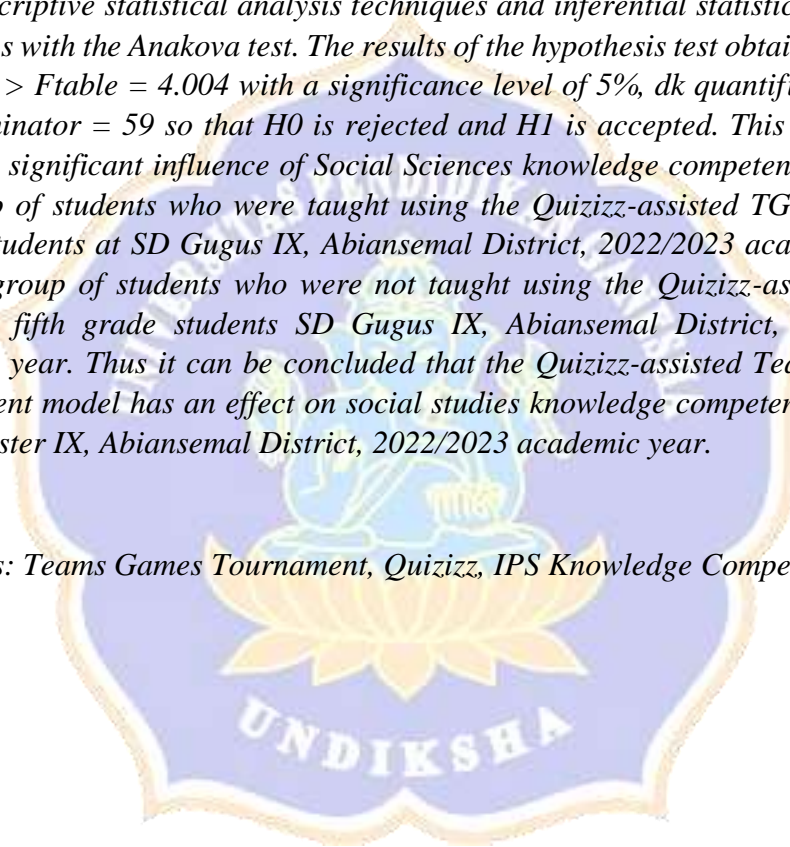 criptive statistical analysis techniques and inferential statistic
s with the Anakova test. The results of the hypothesis test obtai
> Ftable = 4.004 with a significance level of 5%, dk quantifi
inator = 59 so that H0 is rejected and H1 is accepted. This
significant influence of Social Sciences knowledge competen
o of students who were taught using the Quizizz-assisted TG
tudents at SD Gugus IX, Abiansemal District, 2022/2023 aca
group of students who were not taught using the Quizizz-as
fifth grade students SD Gugus IX, Abiansemal District,
year. Thus it can be concluded that the Quizizz-assisted Tea
ent model has an effect on social studies knowledge competen
ster IX, Abiansemal District, 2022/2023 academic year.
s: Teams Games Tournament, Quizizz, IPS Knowledge Compe
UNIVERSITAS PENDIDIKAN GANESHA
UNDIKSHA